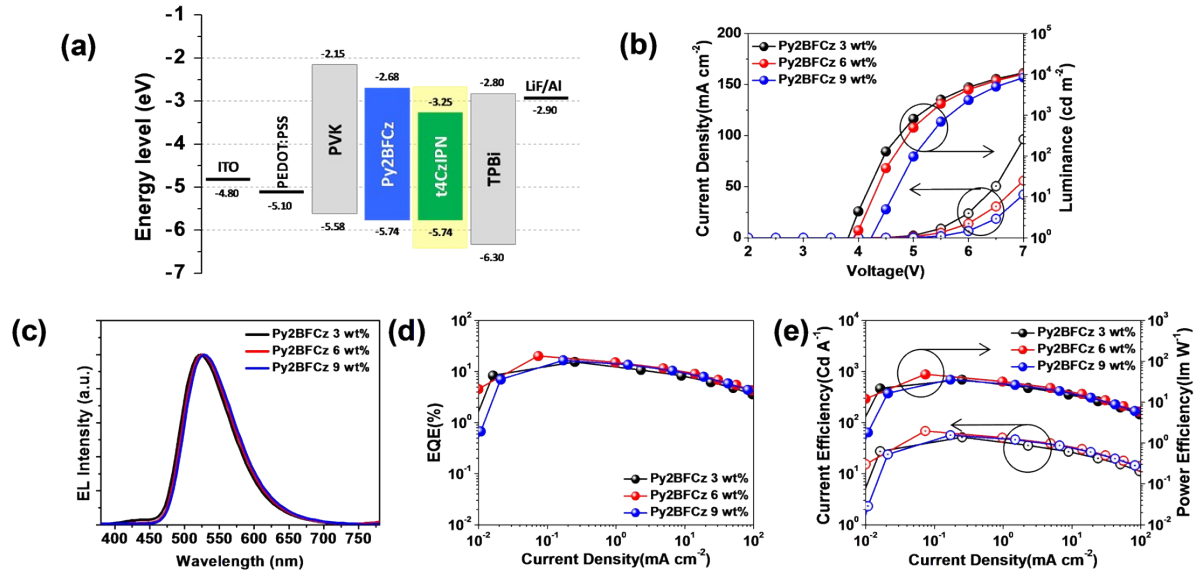 (a)
Energy level (eV)
-1
-2
-3
-4
-5
-6
-7
ITO
-4.80
PEDOT:PSS
-5.10
-2.15
PVK
-5.58
-2.68
Py2BFCz
-5.74
-3.25
t4CzIPN
-5.74
-2.80
TPBi
-6.30
LiF/Al
-2.90
(b)
Current Density(mA cm-2)
200
150
100
50
0
Py2BFCz 3 wt%
Py2BFCz 6 wt%
Py2BFCz 9 wt%
10⁵
10⁴
10³
10²
10¹
10⁰
Luminance (cd m-2)
2 3 4 5 6 7
Voltage(V)
(c)
EL Intensity (a.u.)
Py2BFCz 3 wt%
Py2BFCz 6 wt%
Py2BFCz 9 wt%
400 450 500 550 600 650 700 750
Wavelength (nm)
(d)
EQE(%)
10²
10¹
10⁰
10⁻¹
10⁻²
Py2BFCz 3 wt%
Py2BFCz 6 wt%
Py2BFCz 9 wt%
10⁻² 10⁻¹ 10⁰ 10¹ 10²
Current Density(mA cm-2)
(e)
Current Efficiency(Cd A-1)
10⁴
10³
10²
10¹
10⁰
Py2BFCz 3 wt%
Py2BFCz 6 wt%
Py2BFCz 9 wt%
10³
10²
10¹
10⁰
10⁻¹
10⁻²
Power Efficiency(lm W-1)
10⁻² 10⁻¹ 10⁰ 10¹ 10²
Current Density(mA cm-2)